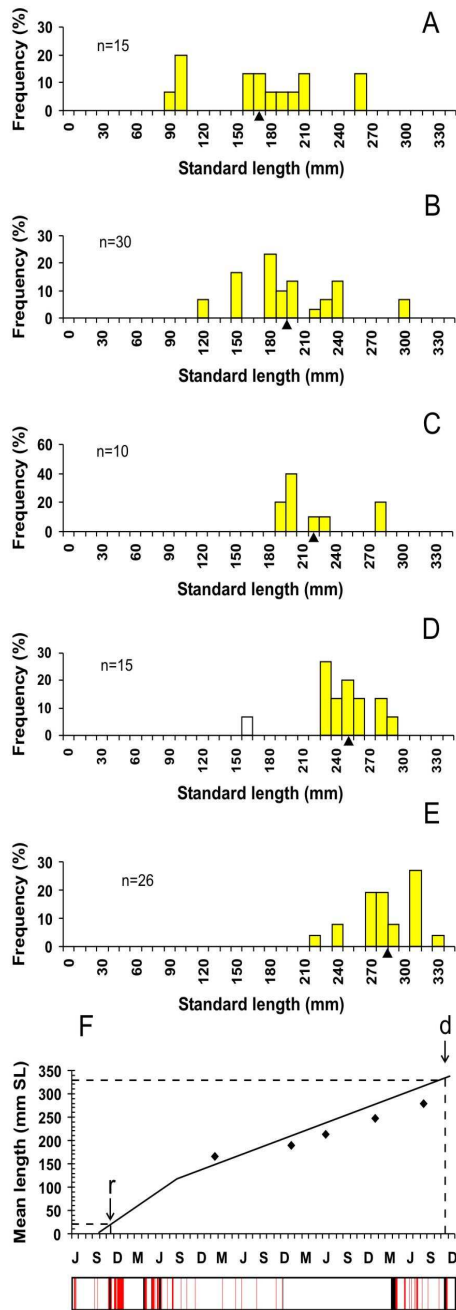 A
Frequency (%)
30
20
10
0
n=15
0 30 60 90 120 150 180 210 240 270 300 330
Standard length (mm)
B
Frequency (%)
30
20
10
0
n=30
0 30 60 90 120 150 180 210 240 270 300 330
Standard length (mm)
C
Frequency (%)
60
40
20
0
n=10
0 30 60 90 120 150 180 210 240 270 300 330
Standard length (mm)
D
Frequency (%)
30
20
10
0
n=15
0 30 60 90 120 150 180 210 240 270 300 330
Standard length (mm)
E
Frequency (%)
30
20
10
0
n=26
0 30 60 90 120 150 180 210 240 270 300 330
Standard length (mm)
F
d
r
Mean length (mm SL)
350
300
250
200
150
100
50
0
J S D M J S D M J S D M J S D